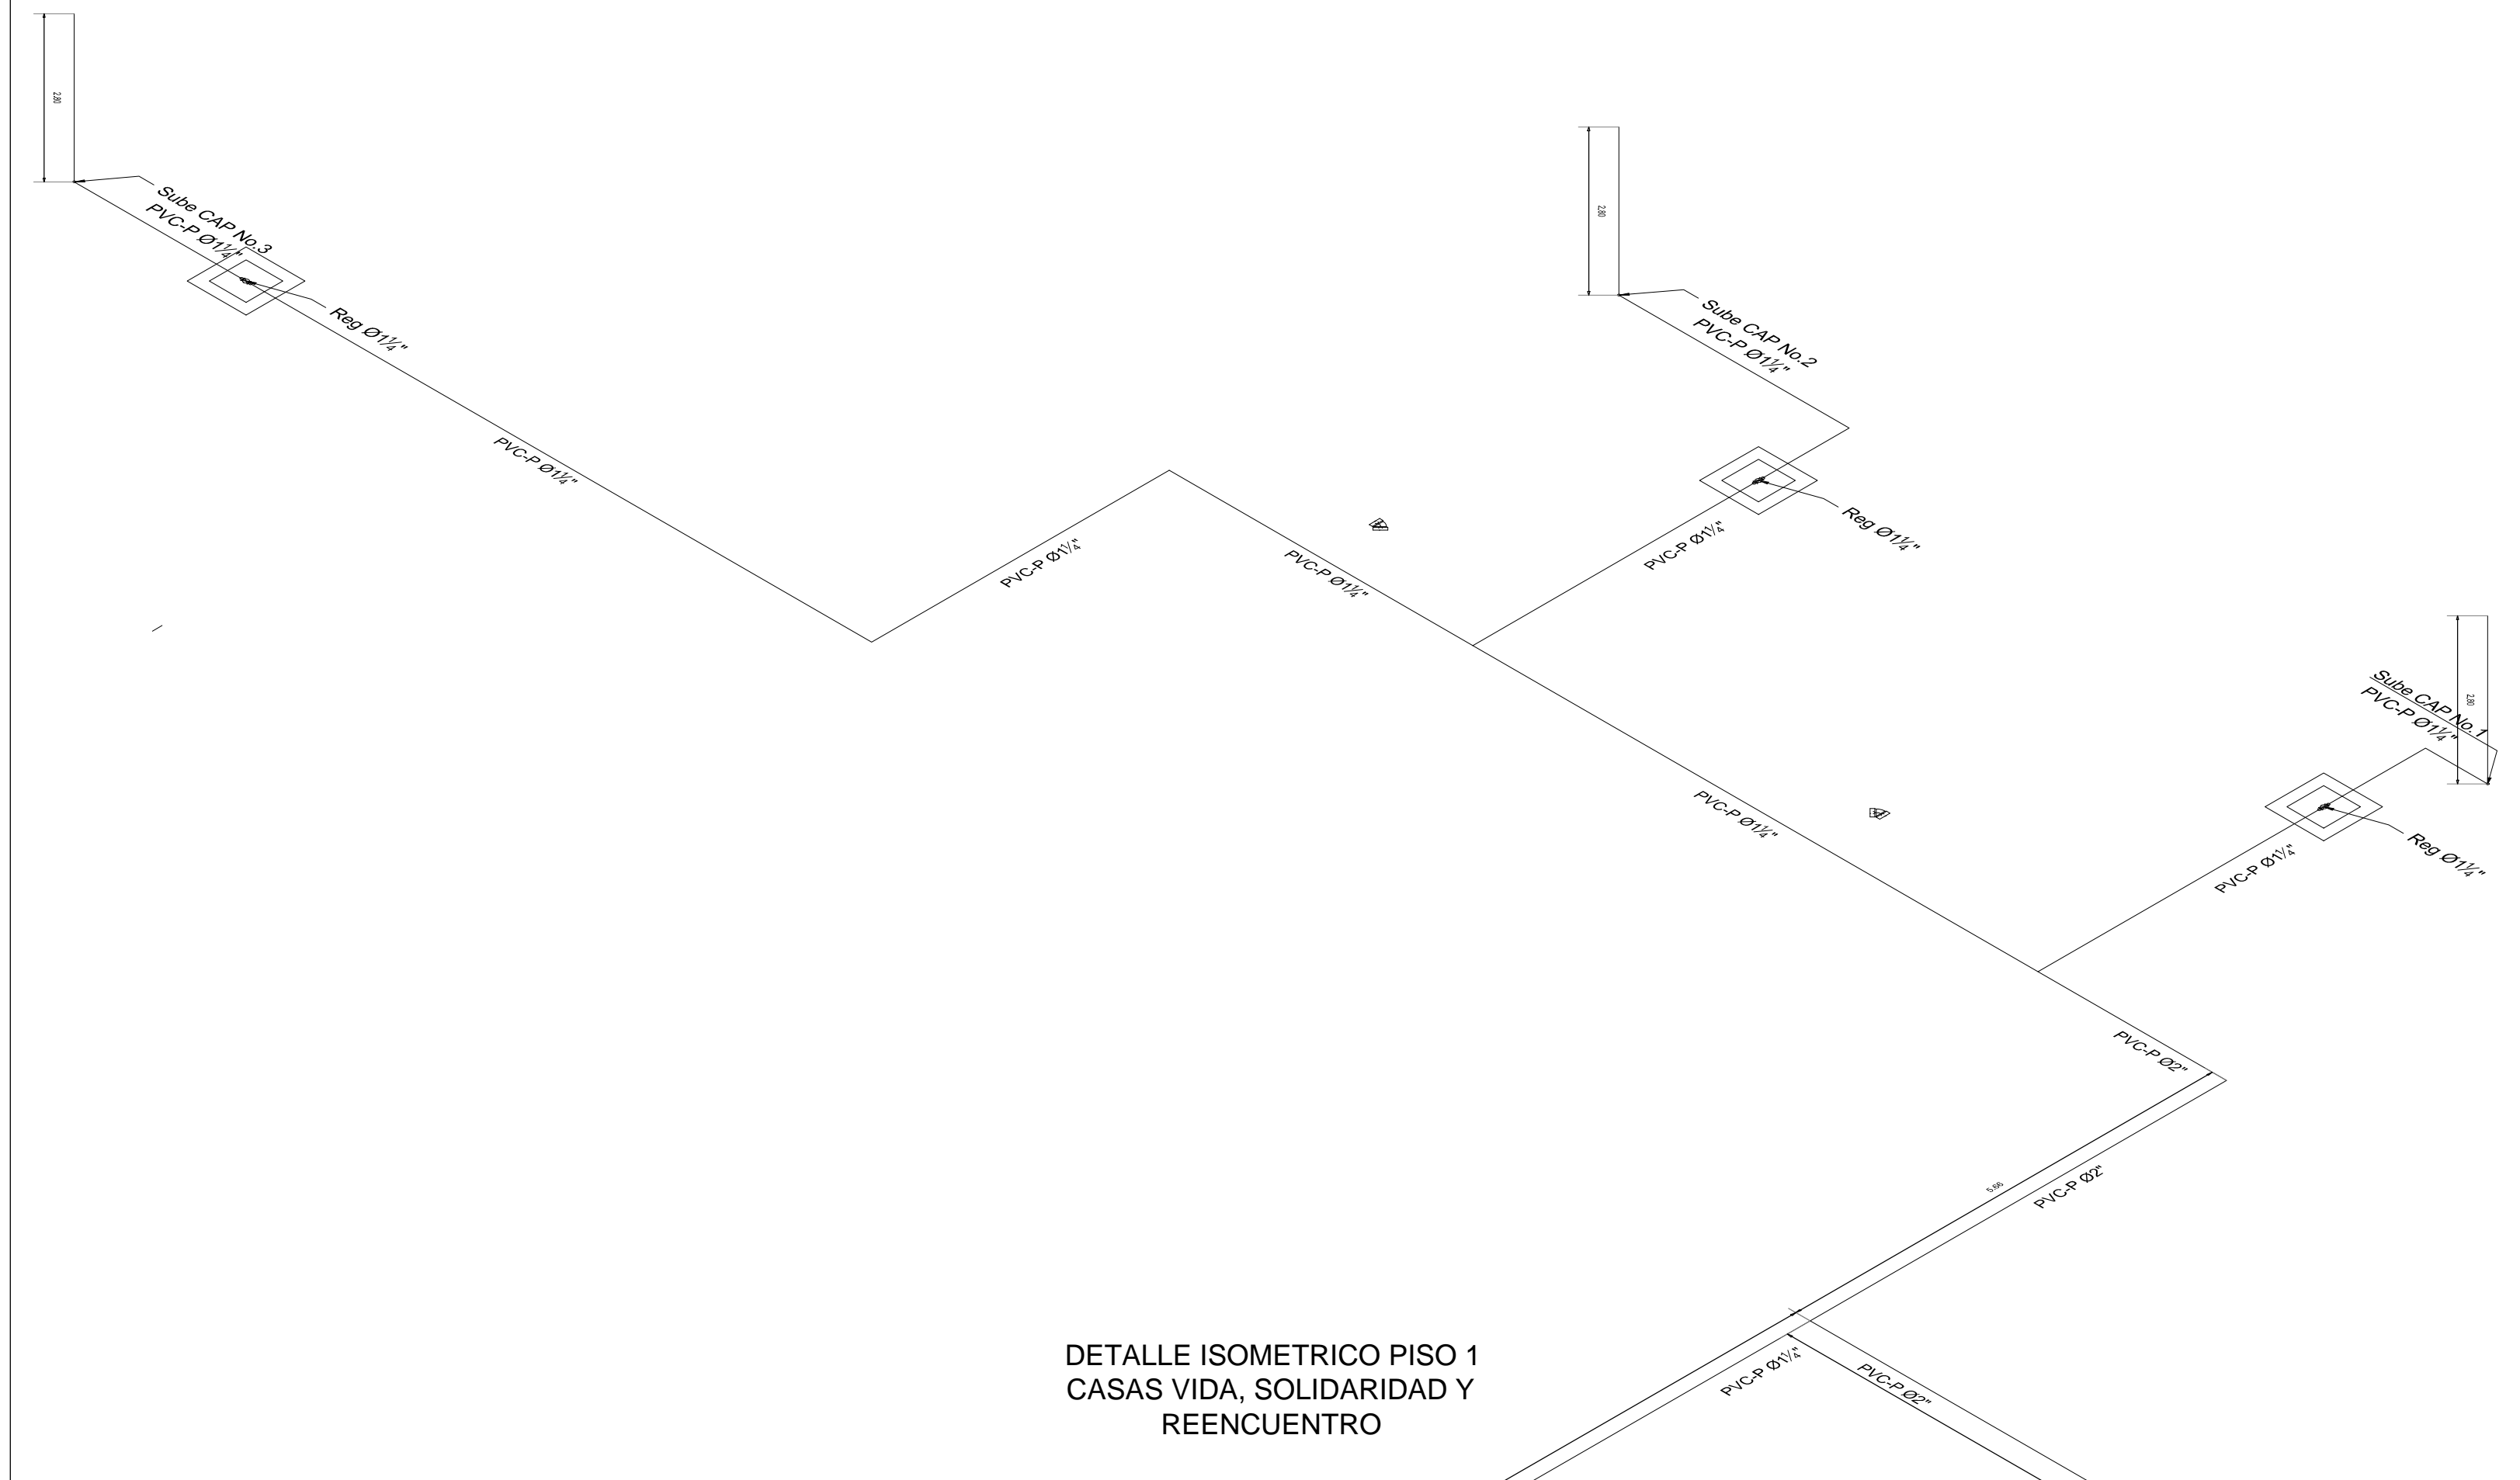 2.80
Sube CAP No.3
PVC-P Ø1¼"
Reg Ø1¼"
PVC-P Ø1¼"
PVC-P Ø1¼"
PVC-P Ø1¼"
2.80
Sube CAP No.2
PVC-P Ø1¼"
Reg Ø1¼"
PVC-P Ø1¼"
2.80
Sube CAP No.1
PVC-P Ø1¼"
Reg Ø1¼"
PVC-P Ø1¼"
PVC-P Ø1¼"
PVC-P Ø2"
5.66
PVC-P Ø2"
PVC-P Ø1¼"
PVC-P Ø2"
DETALLE ISOMETRICO PISO 1
CASAS VIDA, SOLIDARIDAD Y
REENCUENTRO